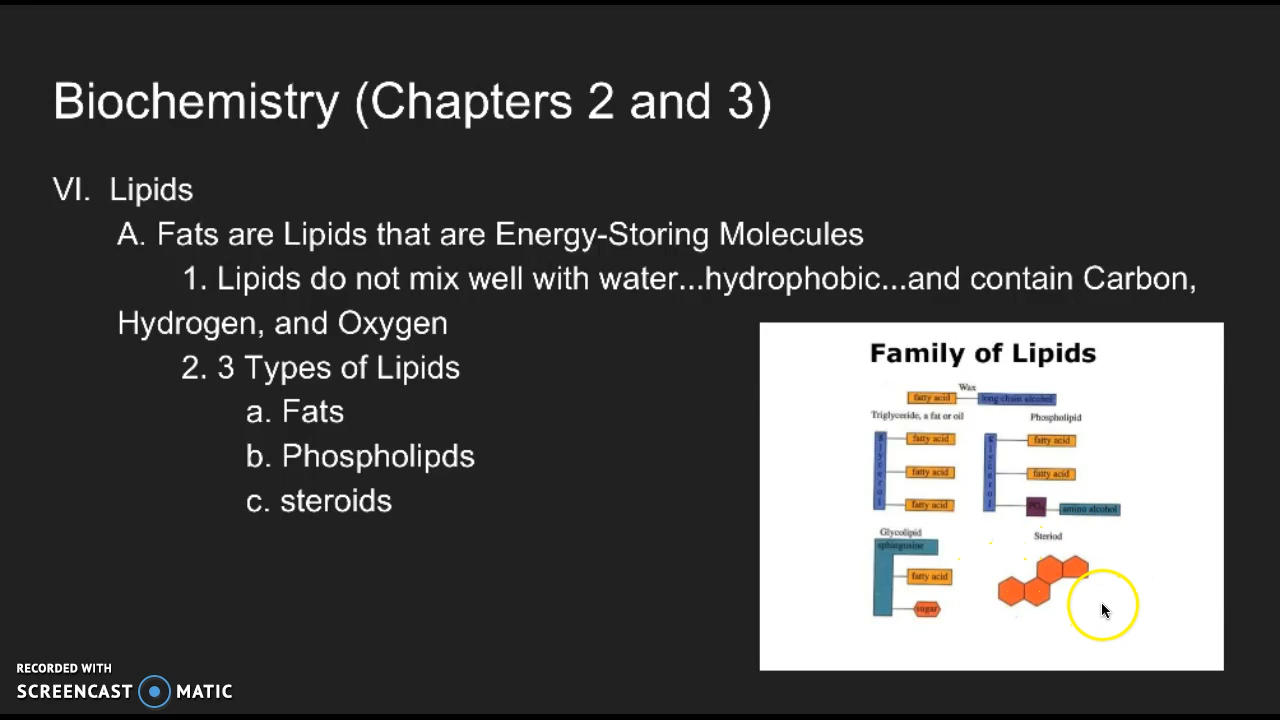 Biochemistry (Chapters 2 and 3)
VI. Lipids
A. Fats are Lipids that are Energy-Storing Molecules
1. Lipids do not mix well with water...hydrophobic...and contain Carbon,
Hydrogen, and Oxygen
2. 3 Types of Lipids
a. Fats
b. Phospholipds
c. steroids
Family of Lipids
Wax
fatty acid long chain alcohol
Triglyceride, a fat or oil
glycerol
fatty acid
fatty acid
fatty acid
Phospholipid
glycerol
fatty acid
fatty acid
PO4 amino alcohol
Glycolipid
sphingosine
fatty acid
sugar
Steriod
RECORDED WITH
SCREENCAST MATIC